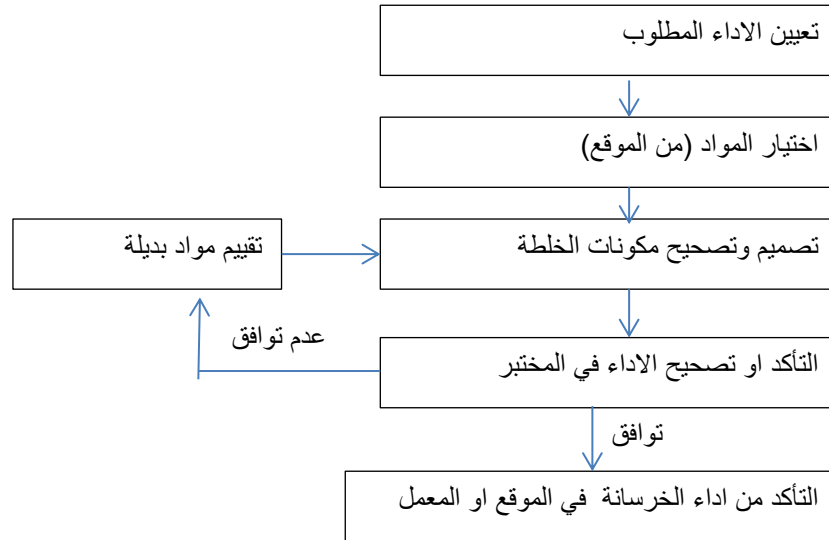 تعيين الاداء المطلوب
اختيار المواد (من الموقع)
تصميم وتصحيح مكونات الخلطة
تقييم مواد بديلة
عدم توافق
التأكد او تصحيح الاداء في المختبر
توافق
التأكد من اداء الخرسانة في الموقع او المعمل